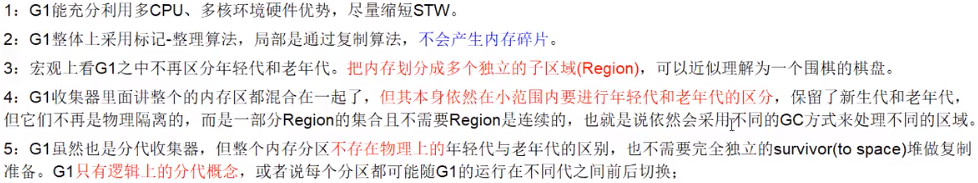 1：G1能充分利用多CPU、多核环境硬件优势，尽量缩短STW。
2：G1整体上采用标记-整理算法，局部是通过复制算法，不会产生内存碎片。
3：宏观上看G1之中不再区分年轻代和老年代。把内存划分成多个独立的子区域(Region)，可以近似理解为一个围棋的棋盘。
4：G1收集器里面讲整个的内存区都混合在一起了，但其本身依然在小范围内要进行年轻代和老年代的区分，保留了新生代和老年代，
但它们不再是物理隔离的，而是一部分Region的集合且不需要Region是连续的，也就是说依然会采用不同的GC方式来处理不同的区域。
5：G1虽然也是分代收集器，但整个内存分区不存在物理上的年轻代与老年代的区别，也不需要完全独立的survivor(to space)堆做复制
准备。G1只有逻辑上的分代概念，或者说每个分区都可能随G1的运行在不同代之间前后切换；